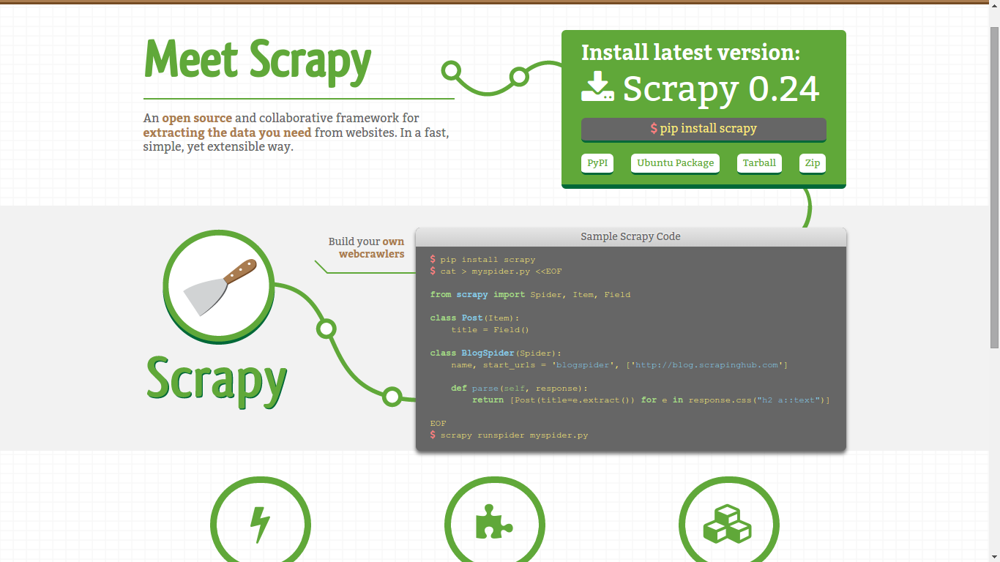 Meet Scrapy
An open source and collaborative framework for
extracting the data you need from websites. In a fast,
simple, yet extensible way.
Install latest version:
Scrapy 0.24
$ pip install scrapy
PyPI Ubuntu Package Tarball Zip
Build your own
webcrawlers
Scrapy
Sample Scrapy Code
$ pip install scrapy
$ cat > myspider.py <<EOF
from scrapy import Spider, Item, Field
class Post(Item):
    title = Field()
class BlogSpider(Spider):
    name, start_urls = 'blogspider', ['http://blog.scrapinghub.com']
    def parse(self, response):
        return [Post(title=e.extract()) for e in response.css("h2 a::text")]
EOF
$ scrapy runspider myspider.py